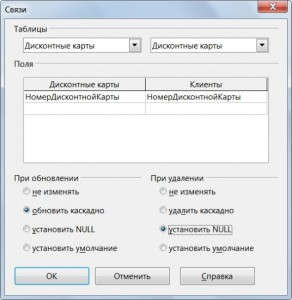 Связи
Таблицы
Дисконтные карты Дисконтные карты
Поля
Дисконтные карты Клиенты
НомерДисконтнойКарты НомерДисконтнойКарты
При обновлении При удалении
не изменять не изменять
обновить каскадно удалить каскадно
установить NULL установить NULL
установить умолчание установить умолчание
ОК Отменить Справка